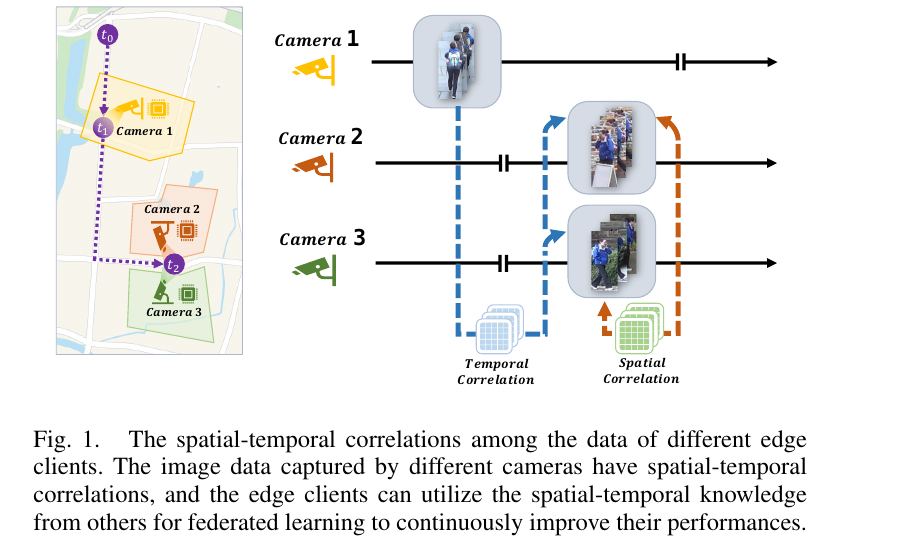 t0
t1
Camera 1
Camera 2
t2
Camera 3
Camera 1
Camera 2
Camera 3
Temporal
Correlation
Spatial
Correlation
Fig. 1. The spatial-temporal correlations among the data of different edge
clients. The image data captured by different cameras have spatial-temporal
correlations, and the edge clients can utilize the spatial-temporal knowledge
from others for federated learning to continuously improve their performances.